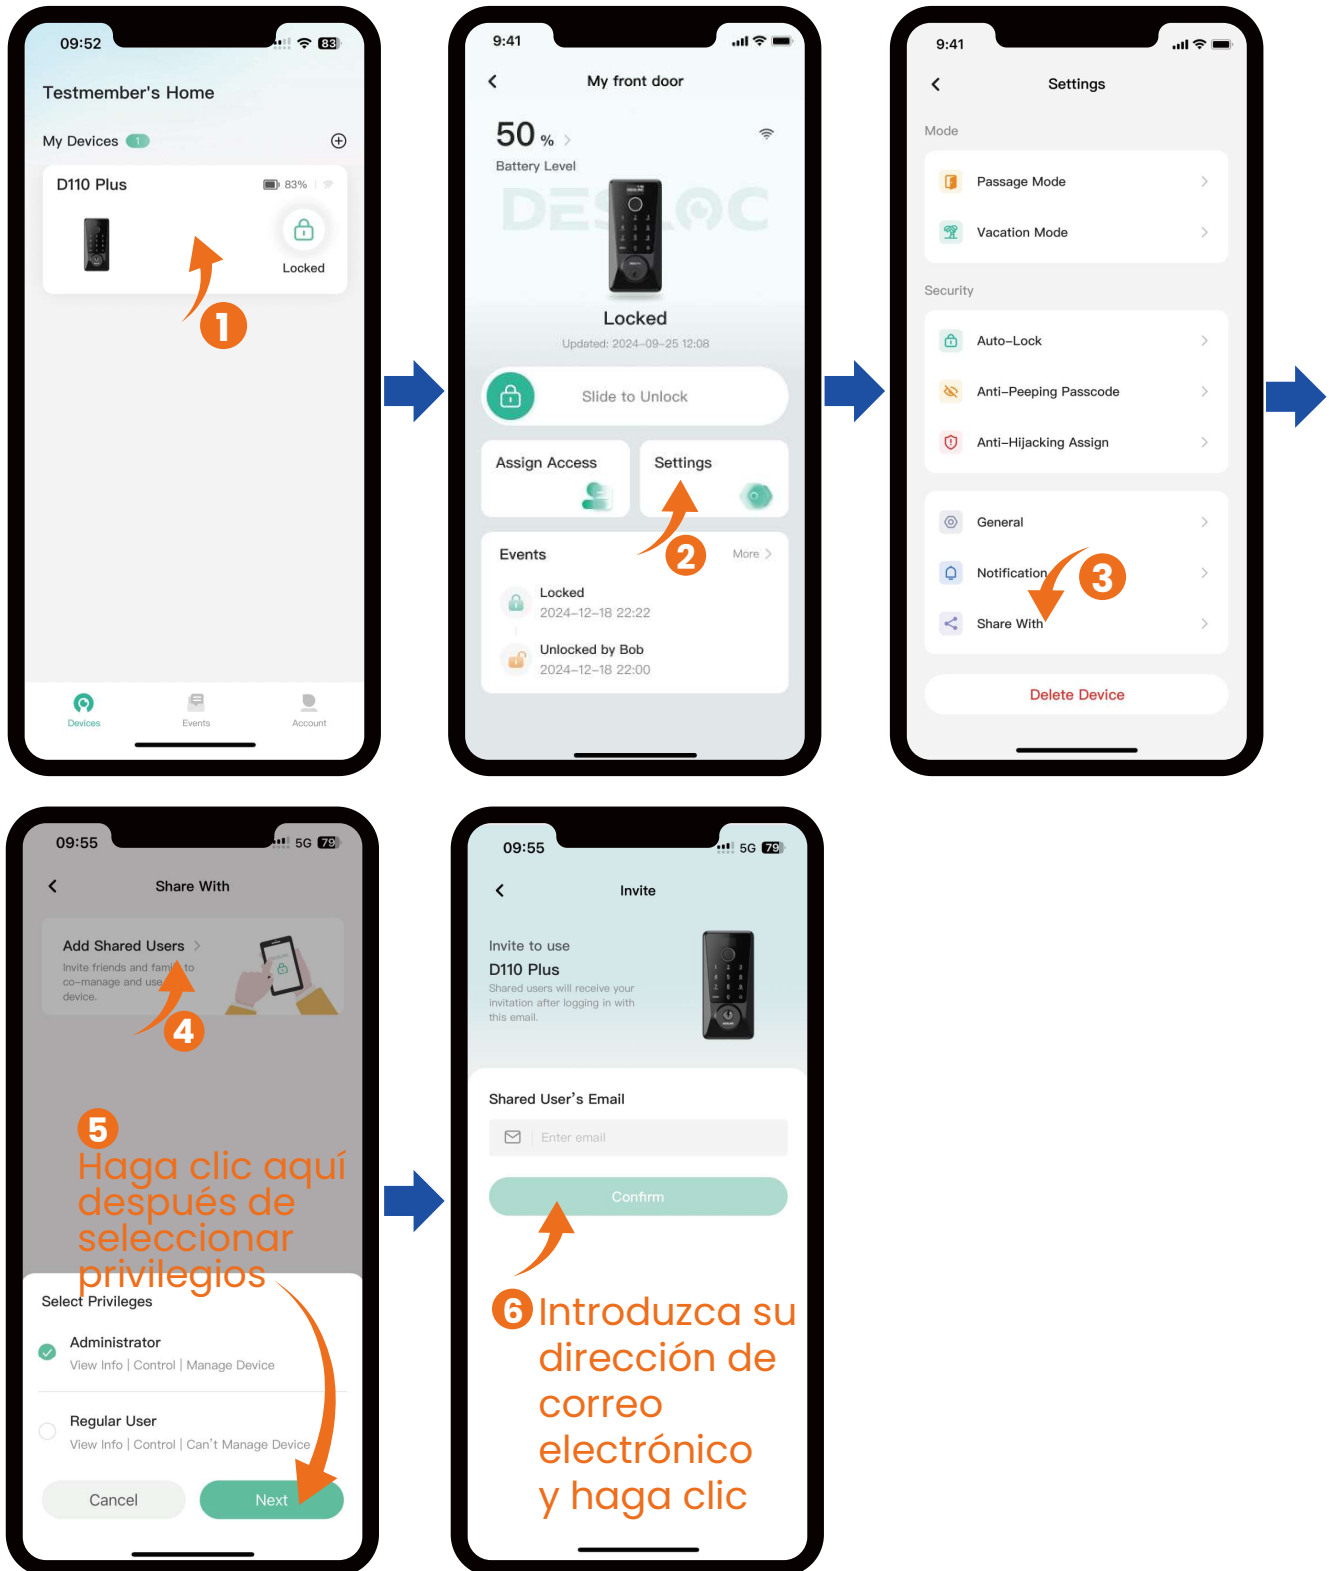 09:52
83
Testmember's Home
My Devices 1
D110 Plus
83%
Locked
1
Devices
Events
Account
9:41
My front door
50 %
Battery Level
Locked
Updated: 2024-09-25 12:08
Slide to Unlock
Assign Access
Settings
2
Events
More
Locked
2024-12-18 22:22
Unlocked by Bob
2024-12-18 22:00
9:41
Settings
Mode
Passage Mode
Vacation Mode
Security
Auto-Lock
Anti-Peeping Passcode
Anti-Hijacking Assign
General
Notification
3
Share With
Delete Device
09:55
5G 79
Share With
Add Shared Users
Invite friends and family to
co-manage and use
device.
4
5
Haga clic aquí
después de
seleccionar
privilegios
Select Privileges
Administrator
View Info | Control | Manage Device
Regular User
View Info | Control | Can't Manage Device
Cancel
Next
09:55
5G 79
Invite
Invite to use
D110 Plus
Shared users will receive your
invitation after logging in with
this email.
Shared User's Email
Enter email
Confirm
6
Introduzca su
dirección de
correo
electrónico
y haga clic